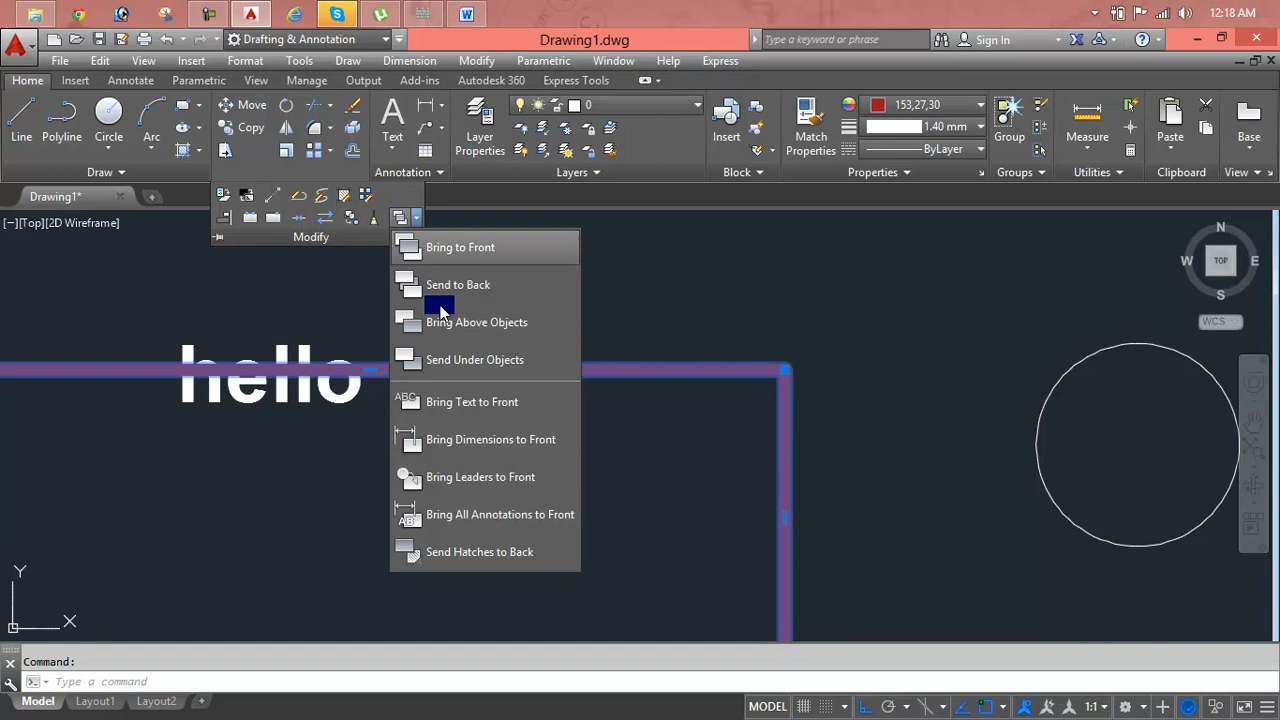 12:18 AM
Drafting & Annotation
Drawing1.dwg
Type a keyword or phrase
Sign In
File Edit View Insert Format Tools Draw Dimension Modify Parametric Window Help Express
Home Insert Annotate Parametric View Manage Output Add-ins Autodesk 360 Express Tools
Line Polyline Circle Arc
Move
Copy
Text
Layer Properties
0
Insert
Match Properties
153,27,30
1.40 mm
ByLayer
Group
Measure
Paste
Base
Draw Annotation Layers Block Properties Groups Utilities Clipboard View
Drawing1*
[−][Top][2D Wireframe]
Modify
Bring to Front
Send to Back
Bring Above Objects
Send Under Objects
Bring Text to Front
Bring Dimensions to Front
Bring Leaders to Front
Bring All Annotations to Front
Send Hatches to Back
hello
N
W TOP E
S
WCS
Y
X
Command:
Type a command
Model Layout1 Layout2
MODEL
1:1